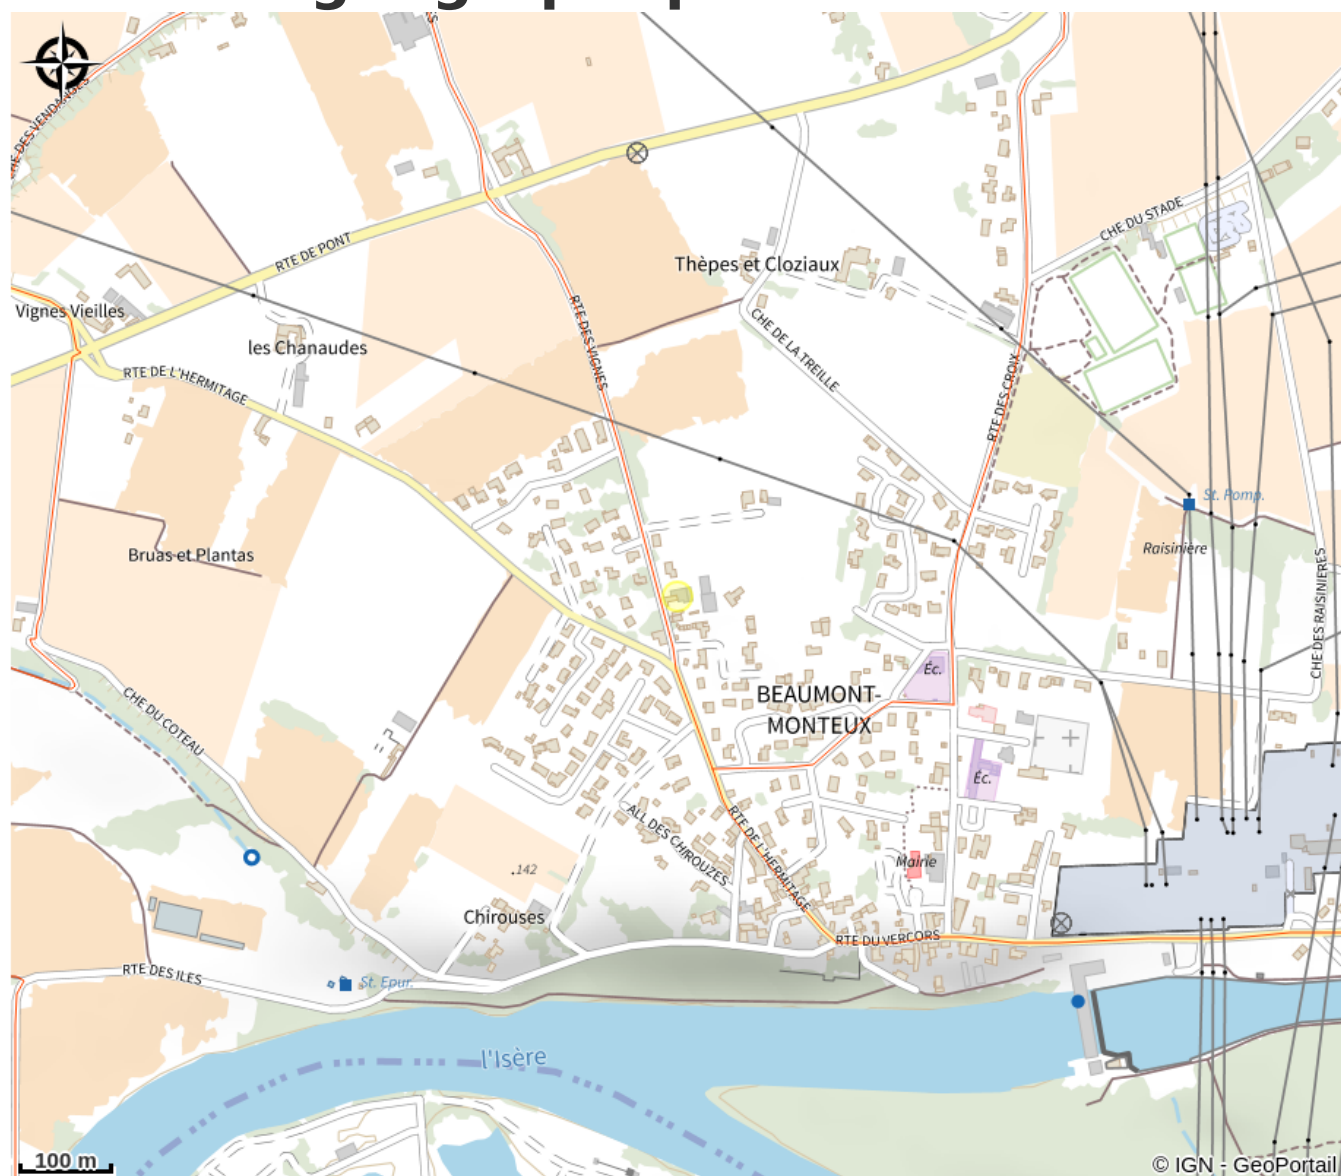 CHE DES VENDANGES
RTE DE PONT
CHE DU STADE
Thèpes et Cloziaux
Vignes Vieilles
les Chanaudes
RTE DES VIGNES
CHE DE LA TREILLE
RTE DE L'HERMITAGE
RTE DES CROIX
St. Pomp.
Raisinière
Bruas et Plantas
CHE DES RAISINIERES
Éc.
BEAUMONT-
MONTEUX
CHE DU COTEAU
Éc.
ALL DES CHIROUZES
RTE DE L'HERMITAGE
Mairie
.142
Chirouses
RTE DU VERCORS
RTE DES ILES
St. Epur.
l'Isère
100 m
© IGN - GeoPortail